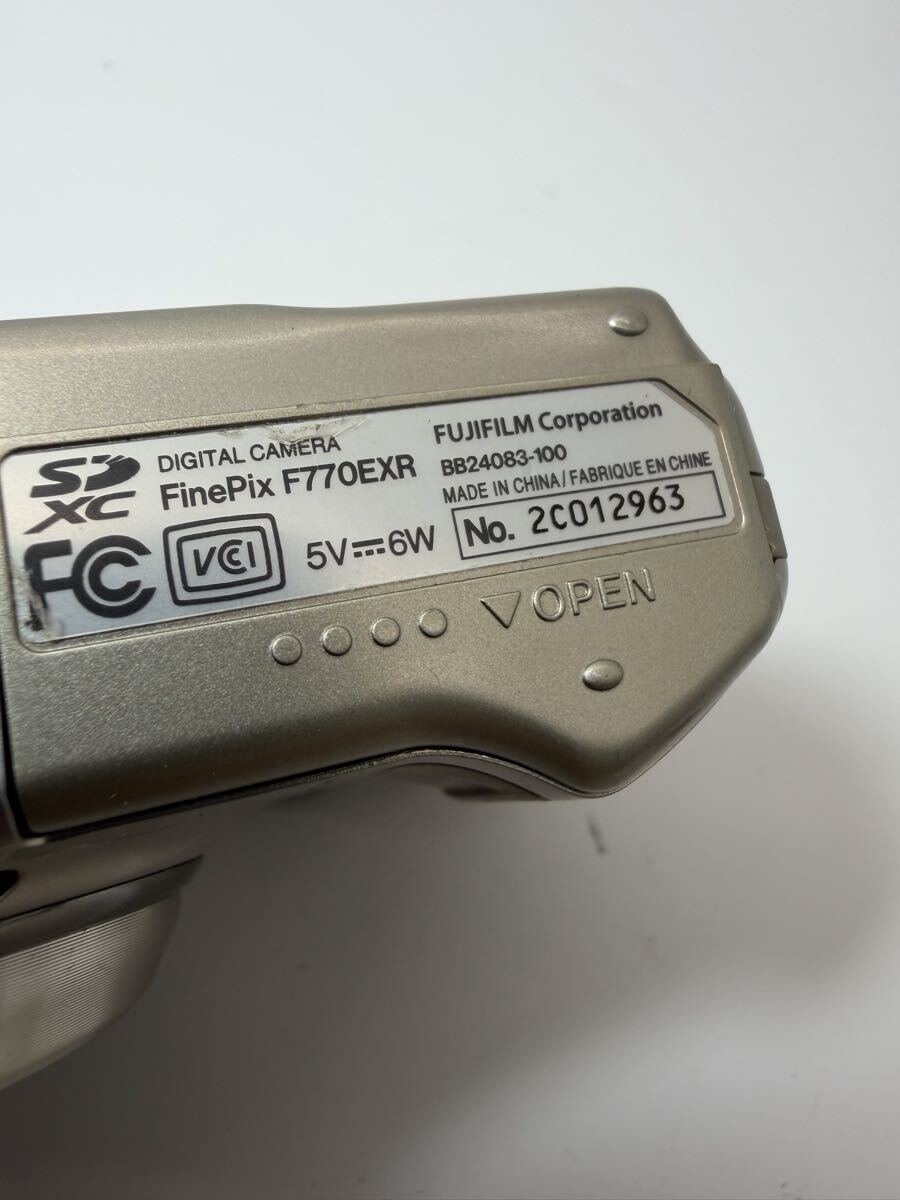 SD
XC
DIGITAL CAMERA
FinePix F770EXR
FC
VCCI
5V⎓6W
FUJIFILM Corporation
BB24083-100
MADE IN CHINA/FABRIQUE EN CHINE
No. 2C012963
▽OPEN